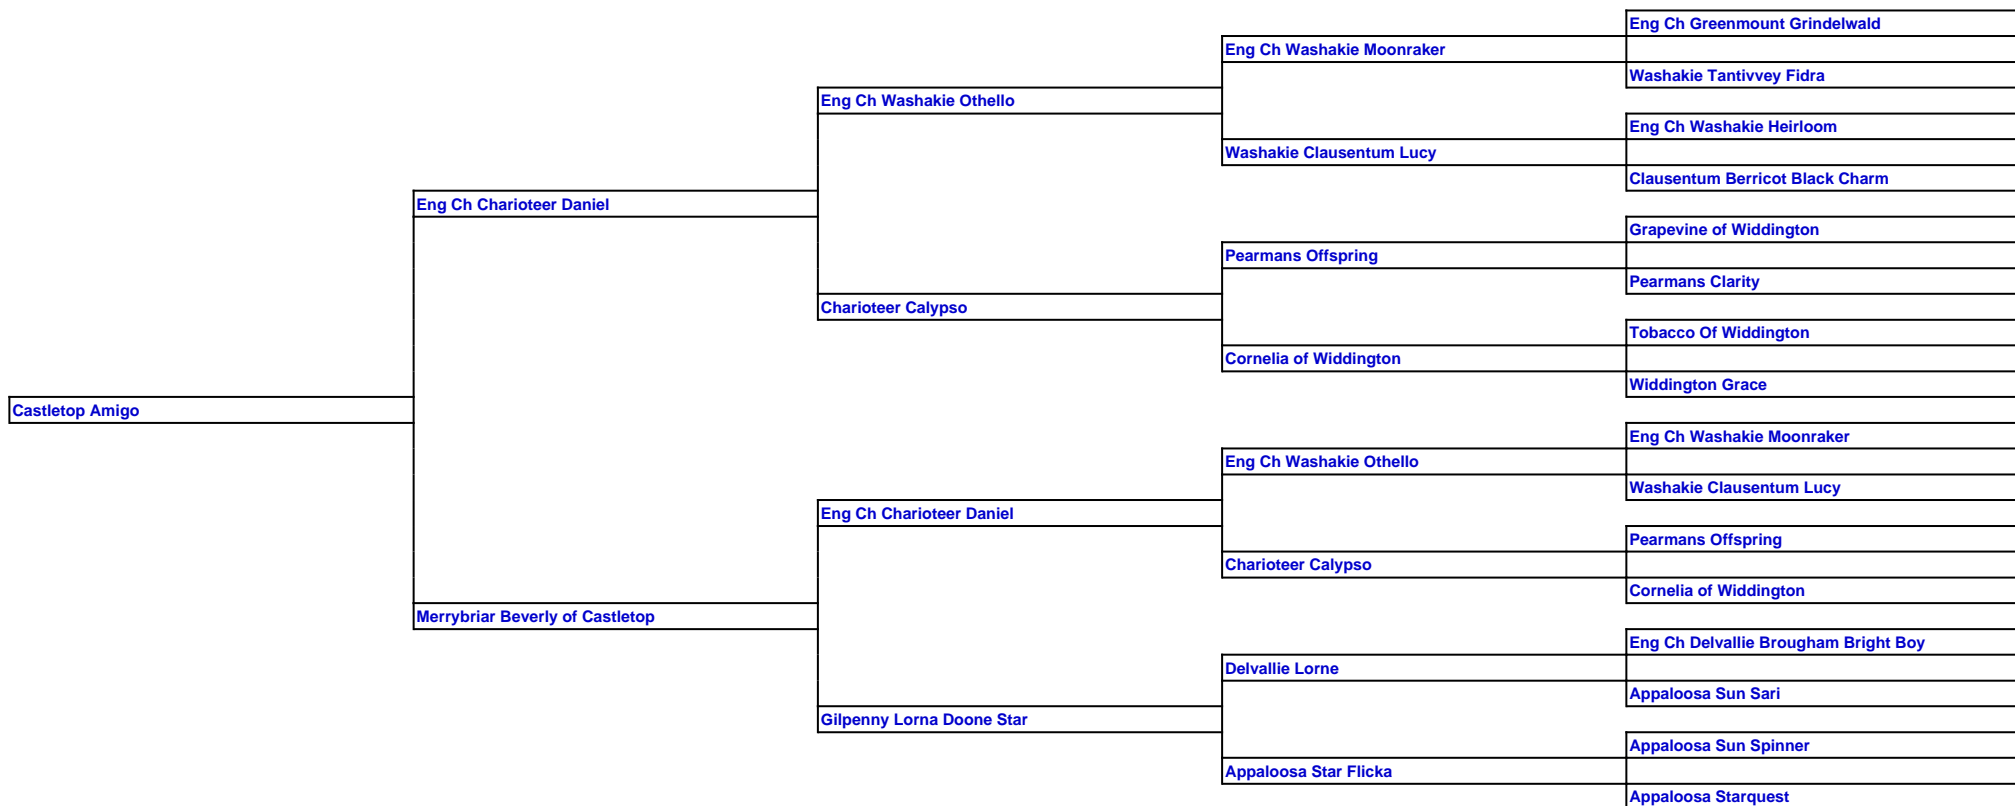 Eng Ch Greenmount Grindelwald
Eng Ch Washakie Moonraker
Washakie Tantivvey Fidra
Eng Ch Washakie Othello
Eng Ch Washakie Heirloom
Washakie Clausentum Lucy
Clausentum Berricot Black Charm
Eng Ch Charioteer Daniel
Grapevine of Widdington
Pearmans Offspring
Pearmans Clarity
Charioteer Calypso
Tobacco Of Widdington
Cornelia of Widdington
Widdington Grace
Castletop Amigo
Eng Ch Washakie Moonraker
Eng Ch Washakie Othello
Washakie Clausentum Lucy
Eng Ch Charioteer Daniel
Pearmans Offspring
Charioteer Calypso
Cornelia of Widdington
Merrybriar Beverly of Castletop
Eng Ch Delvallie Brougham Bright Boy
Delvallie Lorne
Appaloosa Sun Sari
Gilpenny Lorna Doone Star
Appaloosa Sun Spinner
Appaloosa Star Flicka
Appaloosa Starquest